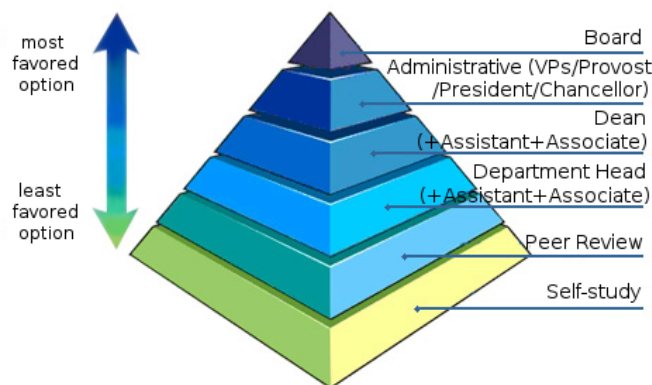 most
favored
option
least
favored
option
Board
Administrative (VPs/Provost
/President/Chancellor)
Dean
(+Assistant+Associate)
Department Head
(+Assistant+Associate)
Peer Review
Self-study